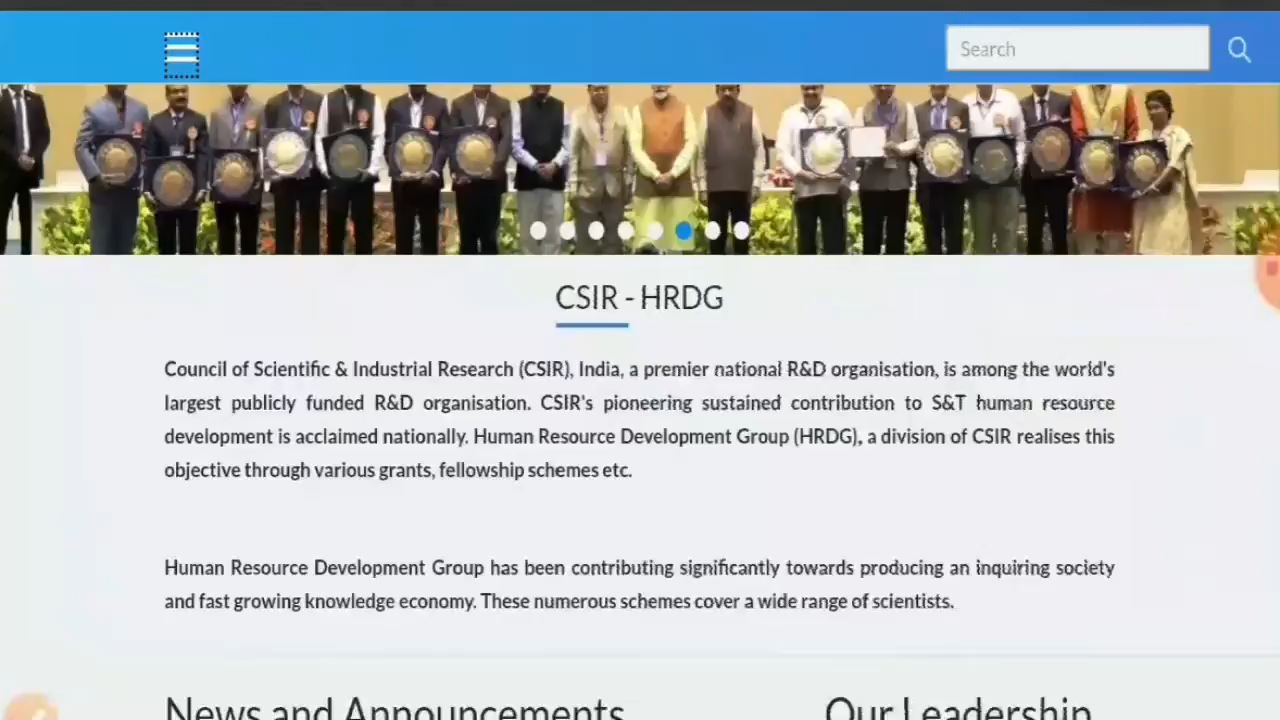 Search
CSIR - HRDG
Council of Scientific & Industrial Research (CSIR), India, a premier national R&D organisation, is among the world's
largest publicly funded R&D organisation. CSIR's pioneering sustained contribution to S&T human resource
development is acclaimed nationally. Human Resource Development Group (HRDG), a division of CSIR realises this
objective through various grants, fellowship schemes etc.
Human Resource Development Group has been contributing significantly towards producing an inquiring society
and fast growing knowledge economy. These numerous schemes cover a wide range of scientists.
News and Announcements
Our Leadership